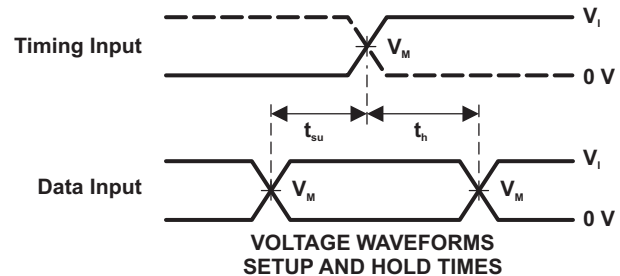 Timing Input
V_I
V_M
0 V
t_su
t_h
Data Input
V_I
V_M
V_M
0 V
VOLTAGE WAVEFORMS
SETUP AND HOLD TIMES